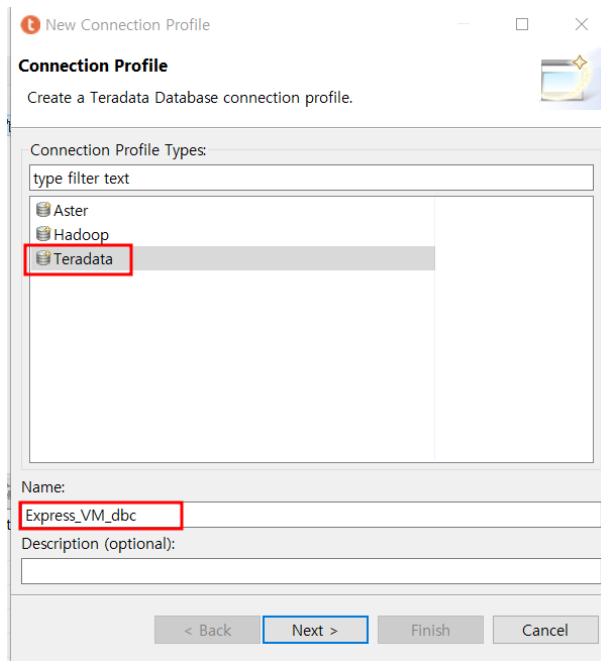 New Connection Profile
Connection Profile
Create a Teradata Database connection profile.
Connection Profile Types:
type filter text
Aster
Hadoop
Teradata
Name:
Express_VM_dbc
Description (optional):
< Back Next > Finish Cancel